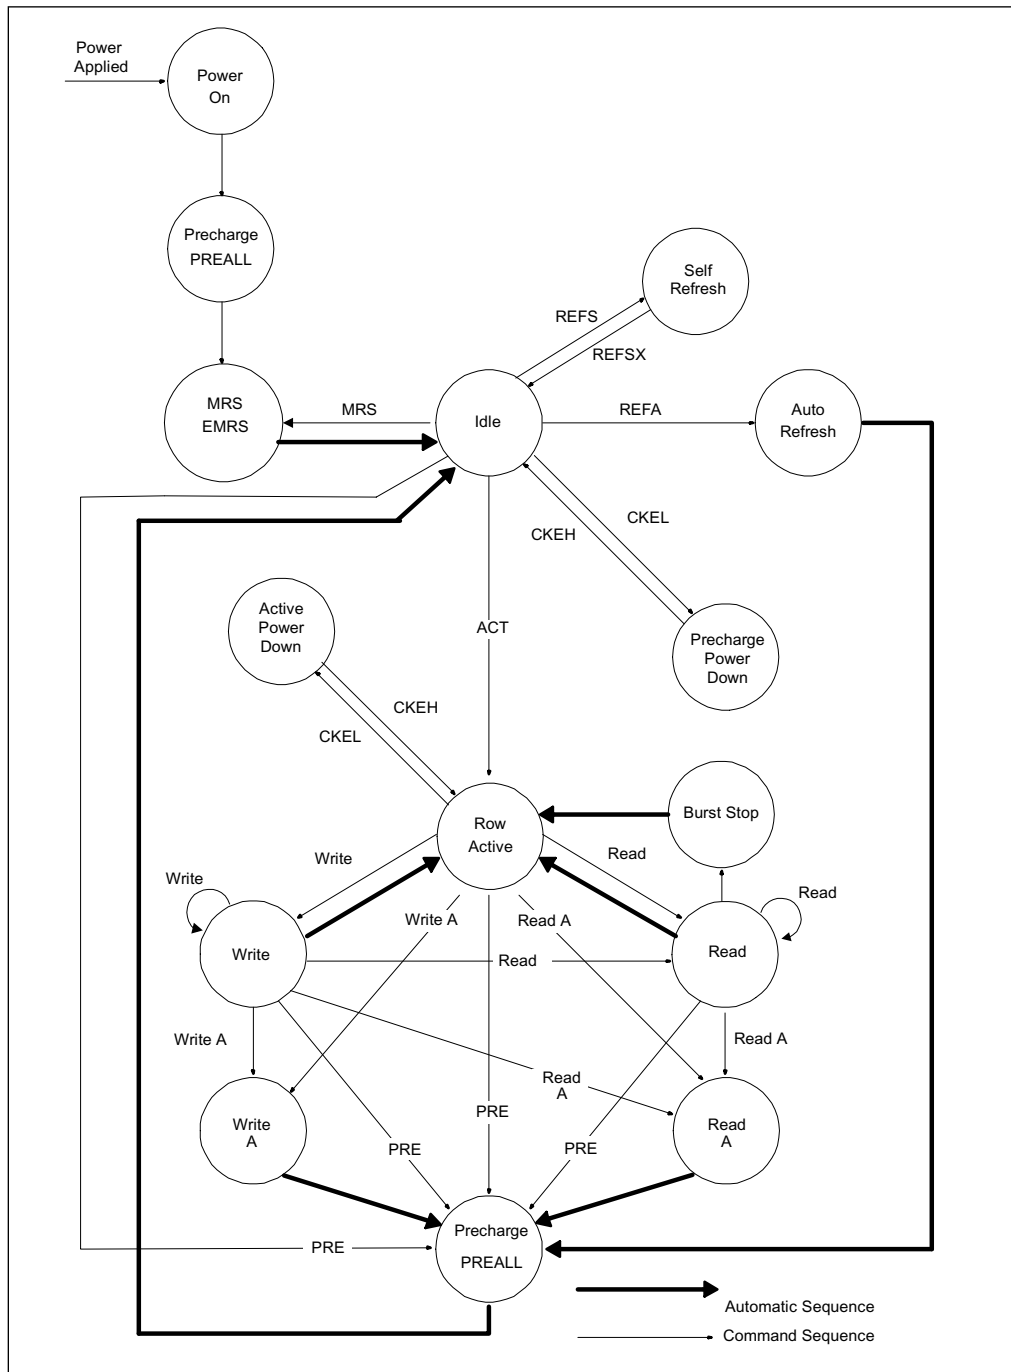 Power
Applied
Power
On
Precharge
PREALL
Self
Refresh
REFS
REFSX
MRS
EMRS
MRS
Idle
REFA
Auto
Refresh
CKEL
CKEH
Active
Power
Down
ACT
Precharge
Power
Down
CKEH
CKEL
Burst Stop
Row
Active
Write
Read
Write
Write A
Read A
Read
Write
Read
Read
Write A
Read A
Read
A
Write
A
PRE
PRE
PRE
Read
A
Precharge
PREALL
PRE
Automatic Sequence
Command Sequence